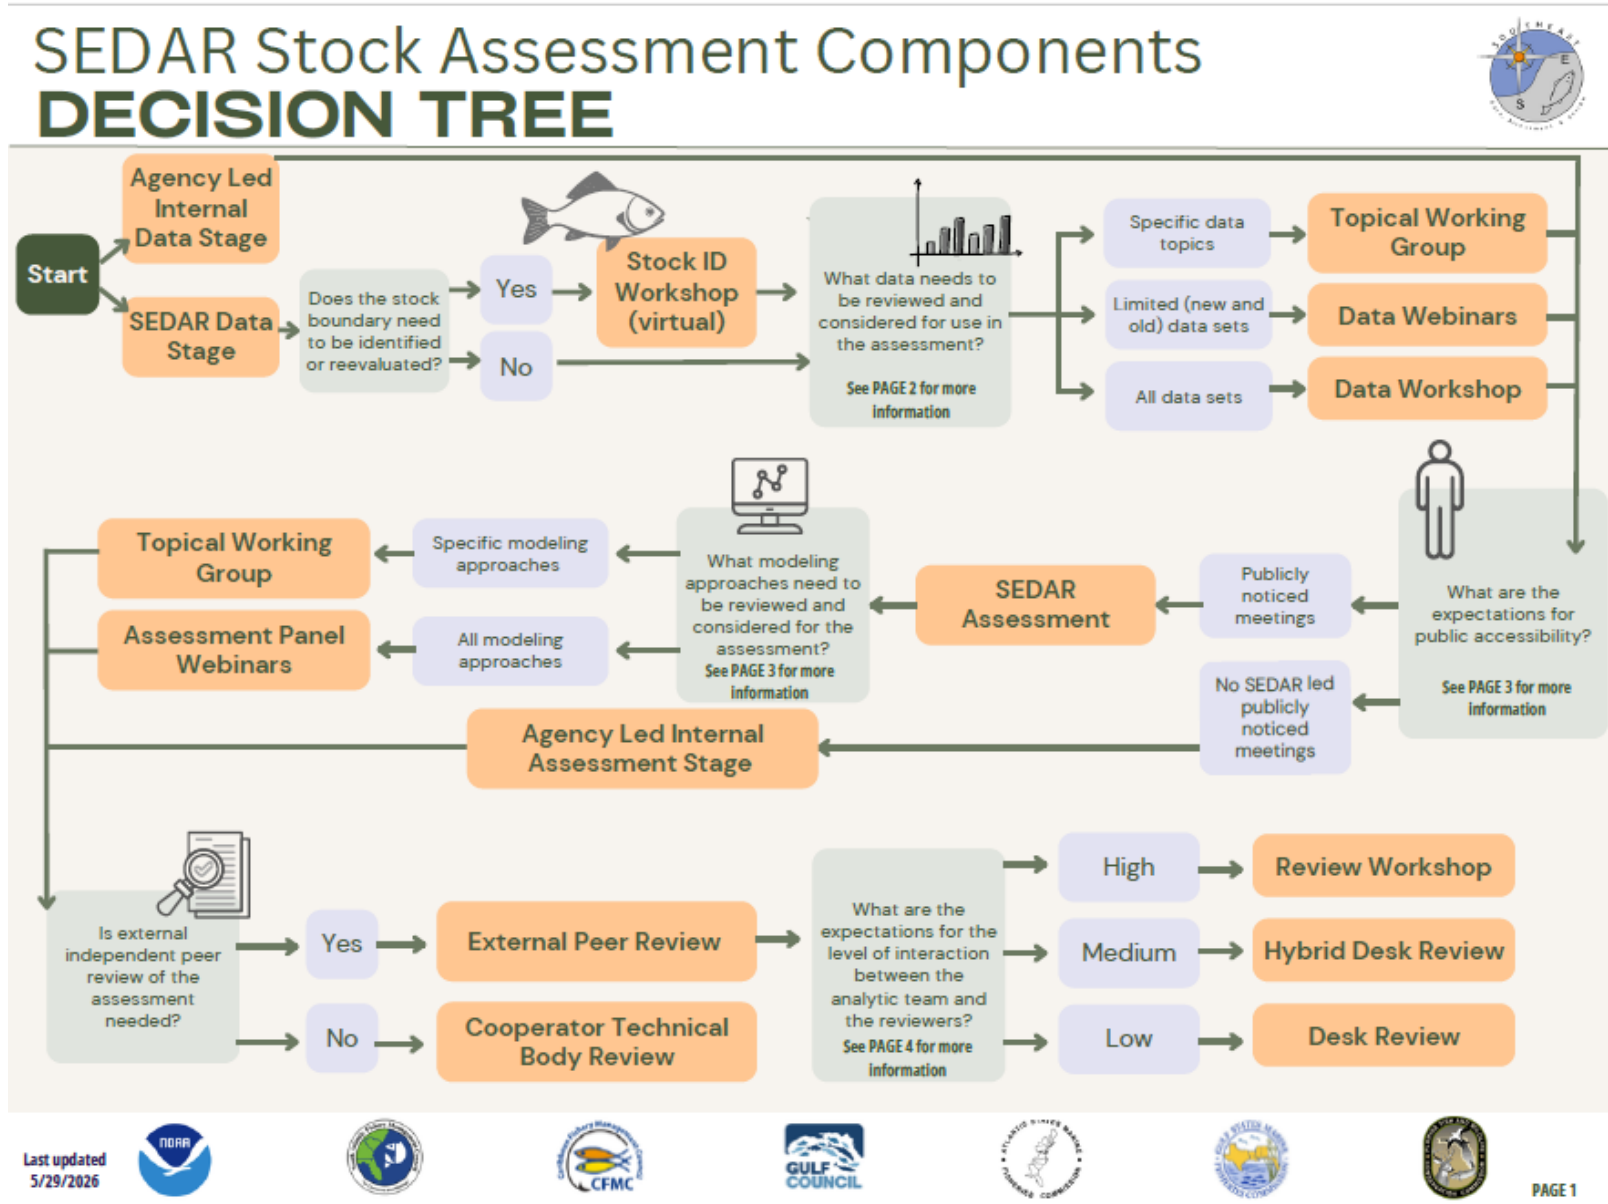 SEDAR Stock Assessment Components
DECISION TREE
Start
Agency Led
Internal
Data Stage
SEDAR Data
Stage
Does the stock
boundary need
to be identified
or reevaluated?
Yes
No
Stock ID
Workshop
(virtual)
What data needs to
be reviewed and
considered for use in
the assessment?
See PAGE 2 for more
information
Specific data
topics
Limited (new and
old) data sets
All data sets
Topical Working
Group
Data Webinars
Data Workshop
What are the
expectations for
public accessibility?
See PAGE 3 for more
information
Publicly
noticed
meetings
No SEDAR led
publicly
noticed
meetings
SEDAR
Assessment
What modeling
approaches need to
be reviewed and
considered for the
assessment?
See PAGE 3 for more
information
Specific modeling
approaches
All modeling
approaches
Topical Working
Group
Assessment Panel
Webinars
Agency Led Internal
Assessment Stage
Is external
independent peer
review of the
assessment
needed?
Yes
No
External Peer Review
Cooperator Technical
Body Review
What are the
expectations for the
level of interaction
between the
analytic team and
the reviewers?
See PAGE 4 for more
information
High
Medium
Low
Review Workshop
Hybrid Desk Review
Desk Review
Last updated
5/29/2026
NOAA
Caribbean Fishery Management Council
CFMC
GULF
COUNCIL
ATLANTIC STATES MARINE
FISHERIES COMMISSION
PAGE 1